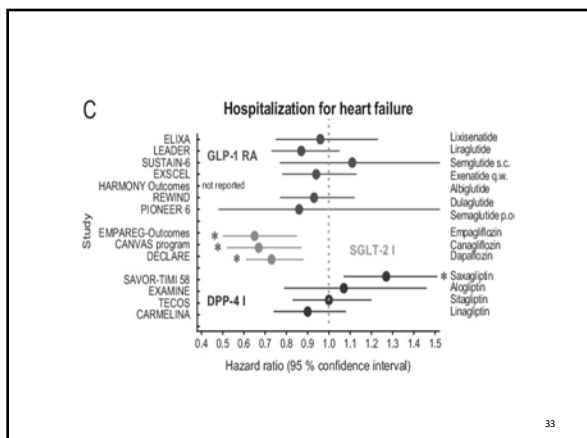 C
Hospitalization for heart failure
ELIXA
Lixisenatide
LEADER
GLP-1 RA
Liraglutide
SUSTAIN-6
Semglutide s.c.
EXSCEL
Exenatide q.w.
HARMONY Outcomes
not reported
Albiglutide
REWIND
Dulaglutide
PIONEER 6
Semaglutide p.o
Study
EMPAREG-Outcomes
*
Empagliflozin
CANVAS program
*
SGLT-2 I
Canagliflozin
DECLARE
*
Dapaflozin
SAVOR-TIMI 58
* Saxagliptin
EXAMINE
Alogliptin
TECOS
DPP-4 I
Sitagliptin
CARMELINA
Linagliptin
0.4 0.5 0.6 0.7 0.8 0.9 1.0 1.1 1.2 1.3 1.4 1.5
Hazard ratio (95 % confidence interval)
33